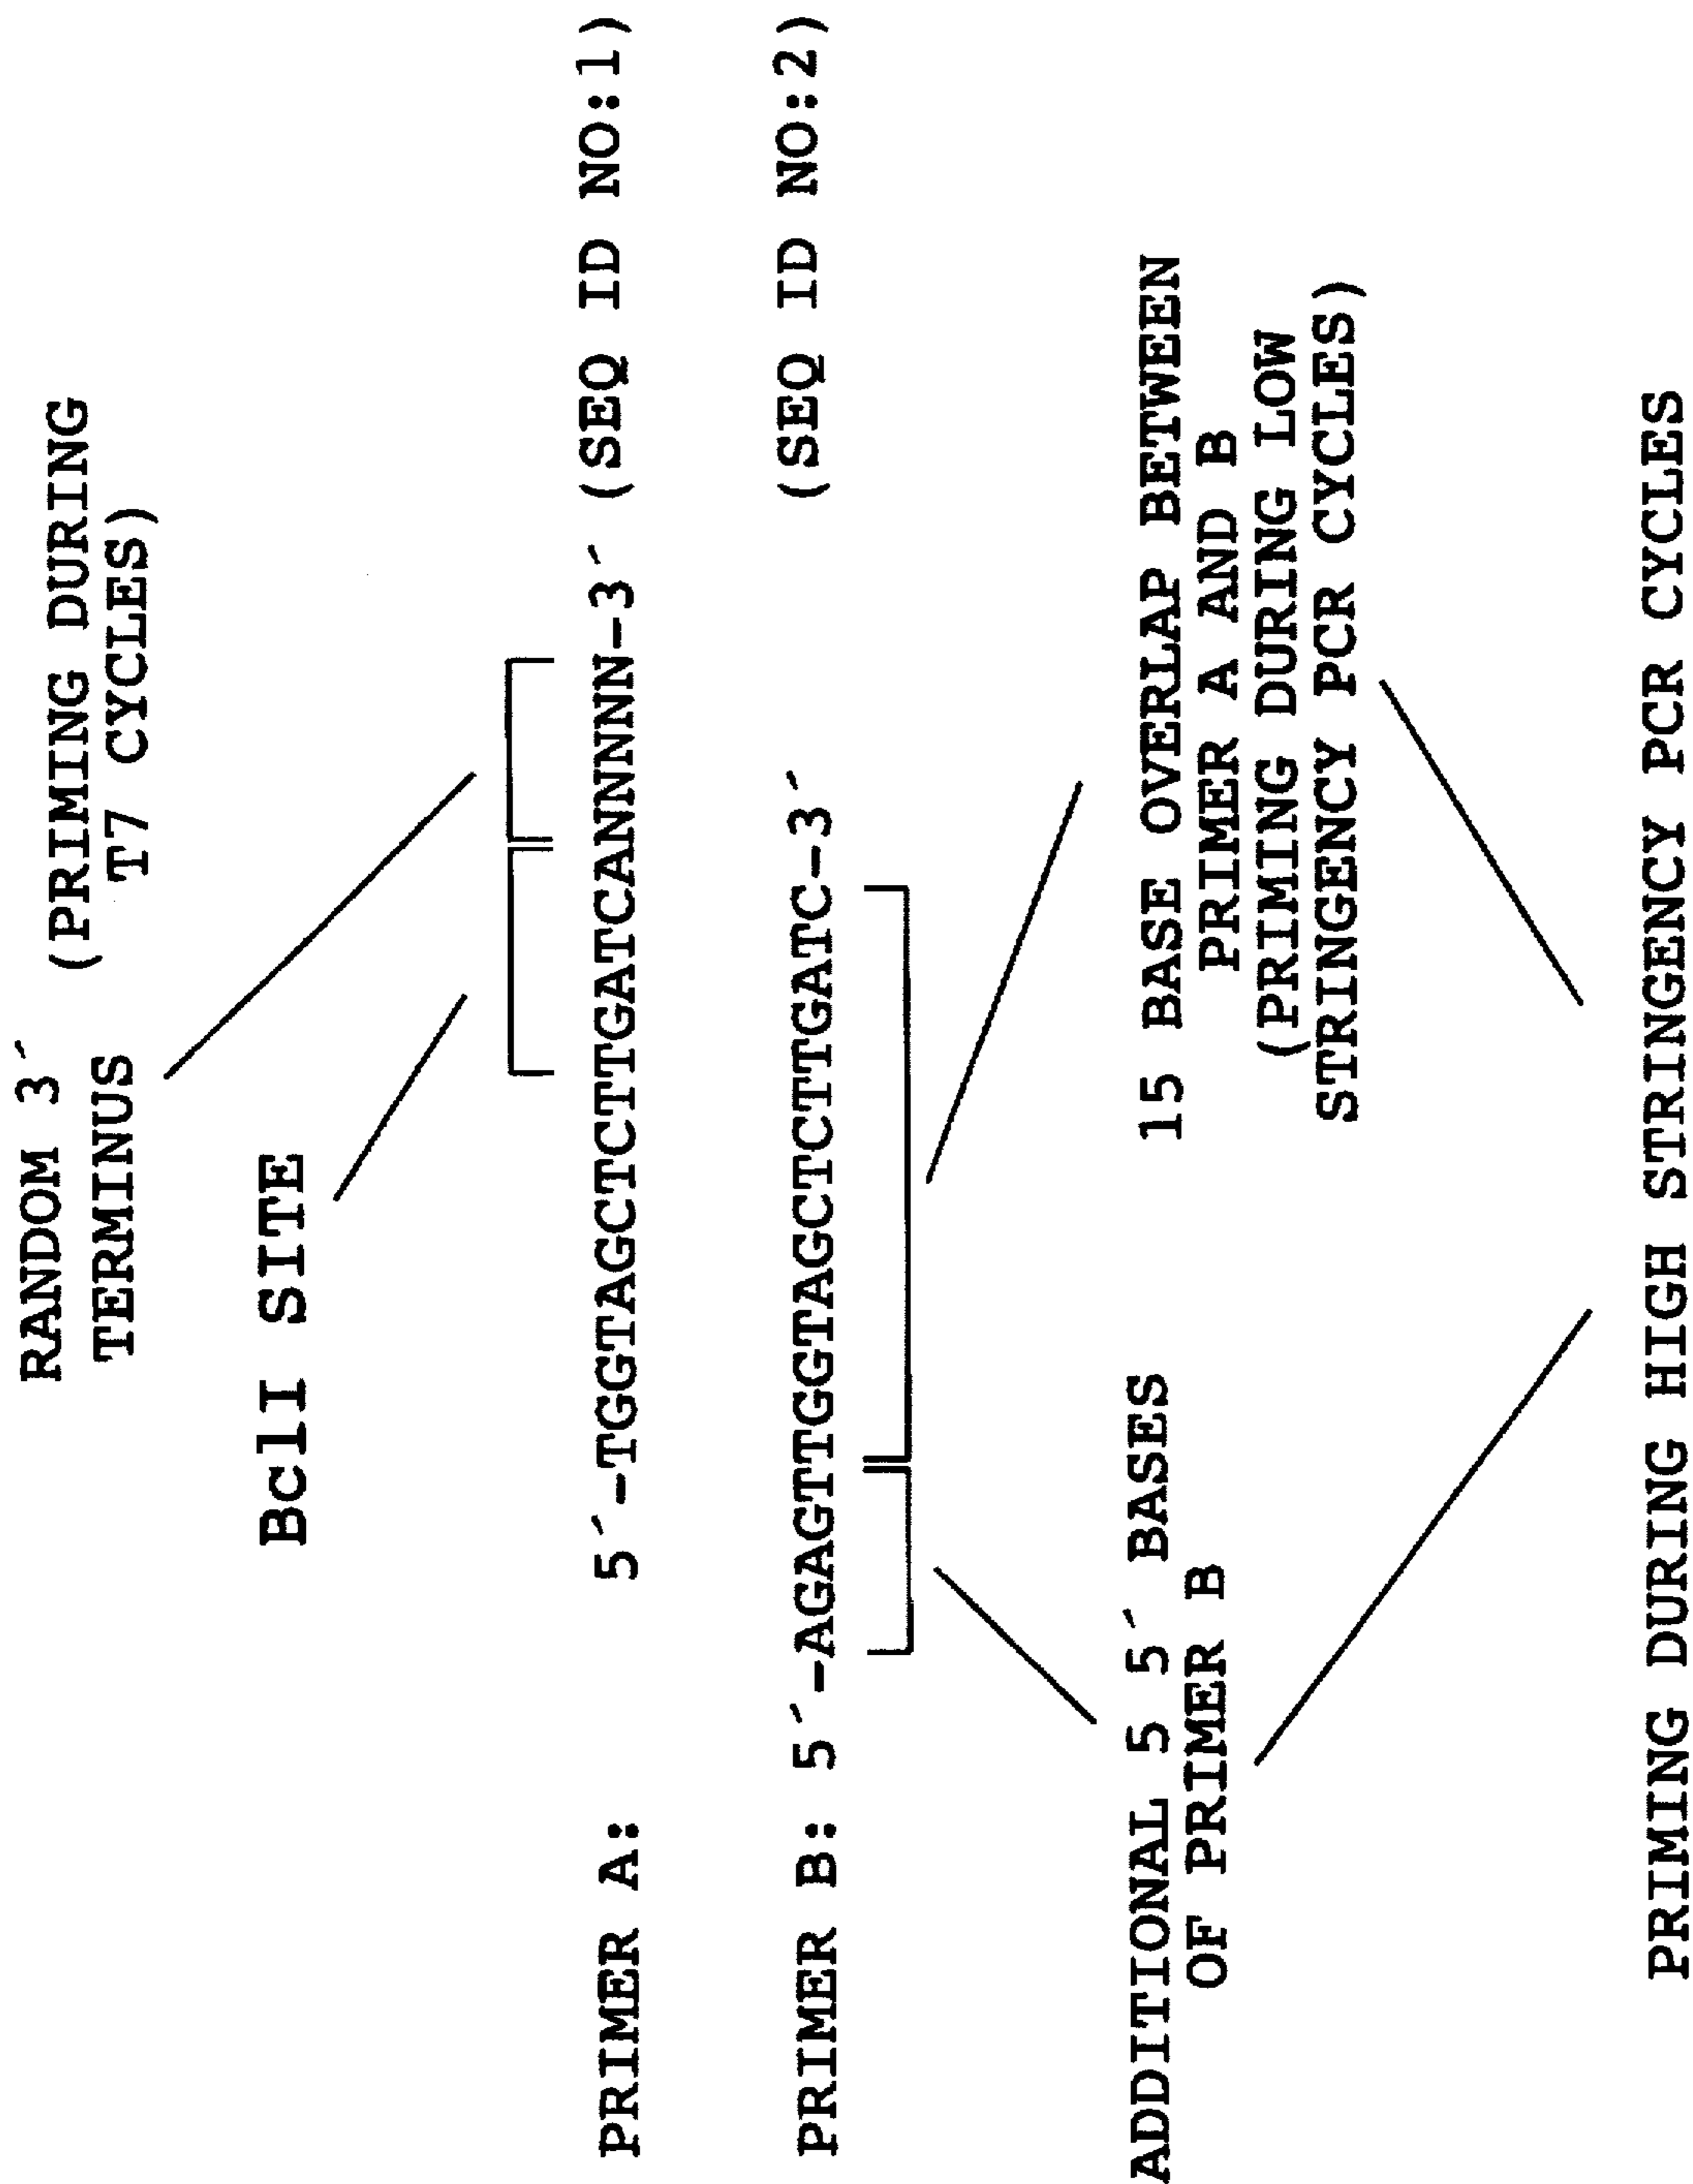 RANDOM 3´ (PRIMING DURING
TERMINUS T7 CYCLES)
BclI SITE
PRIMER A: 5´-TGGTAGCTCTTGATCANNNNN-3´ (SEQ ID NO:1)
PRIMER B: 5´-AGAGTTGGTAGCTCTTGATC-3´ (SEQ ID NO:2)
ADDITIONAL 5 5´ BASES
OF PRIMER B
15 BASE OVERLAP BETWEEN
PRIMER A AND B
(PRIMING DURING LOW
STRINGENCY PCR CYCLES)
PRIMING DURING HIGH STRINGENCY PCR CYCLES